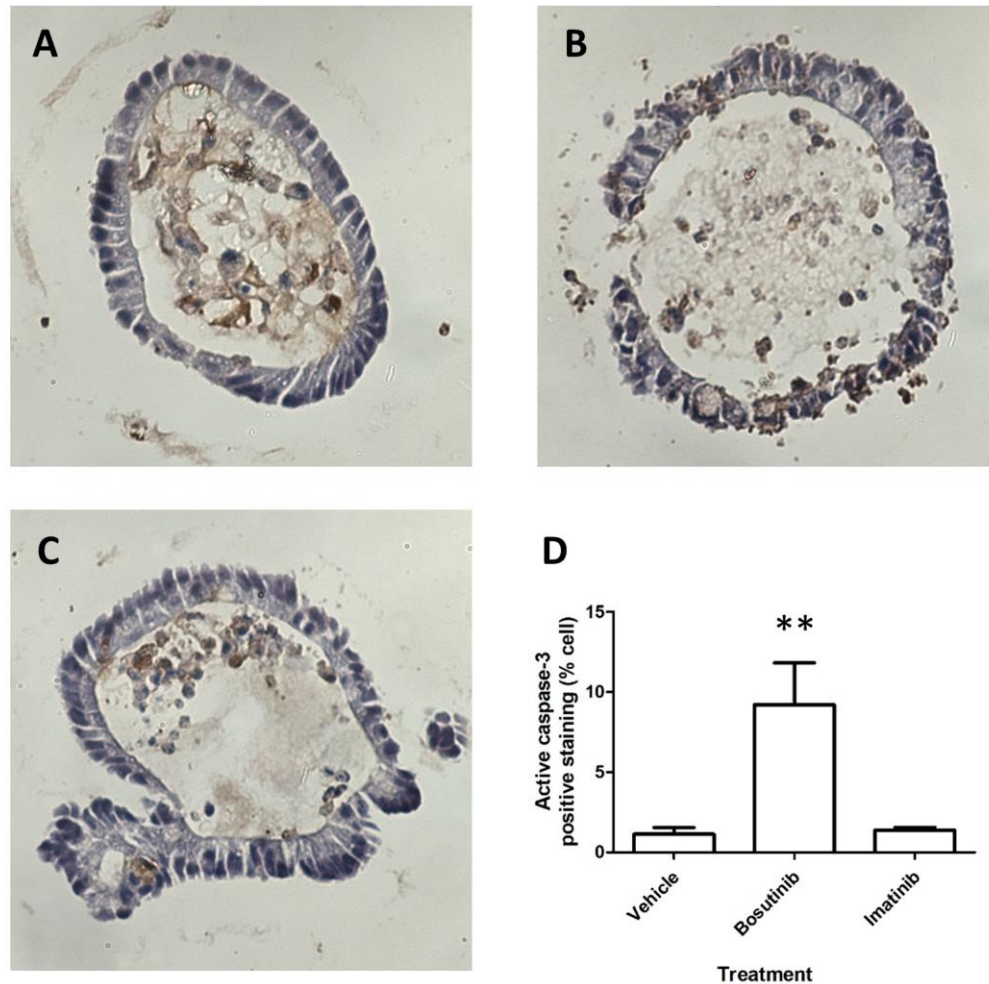 A
B
C
D
Active caspase-3
positive staining (% cell)
15
10
5
0
**
Vehicle
Bosutinib
Imatinib
Treatment